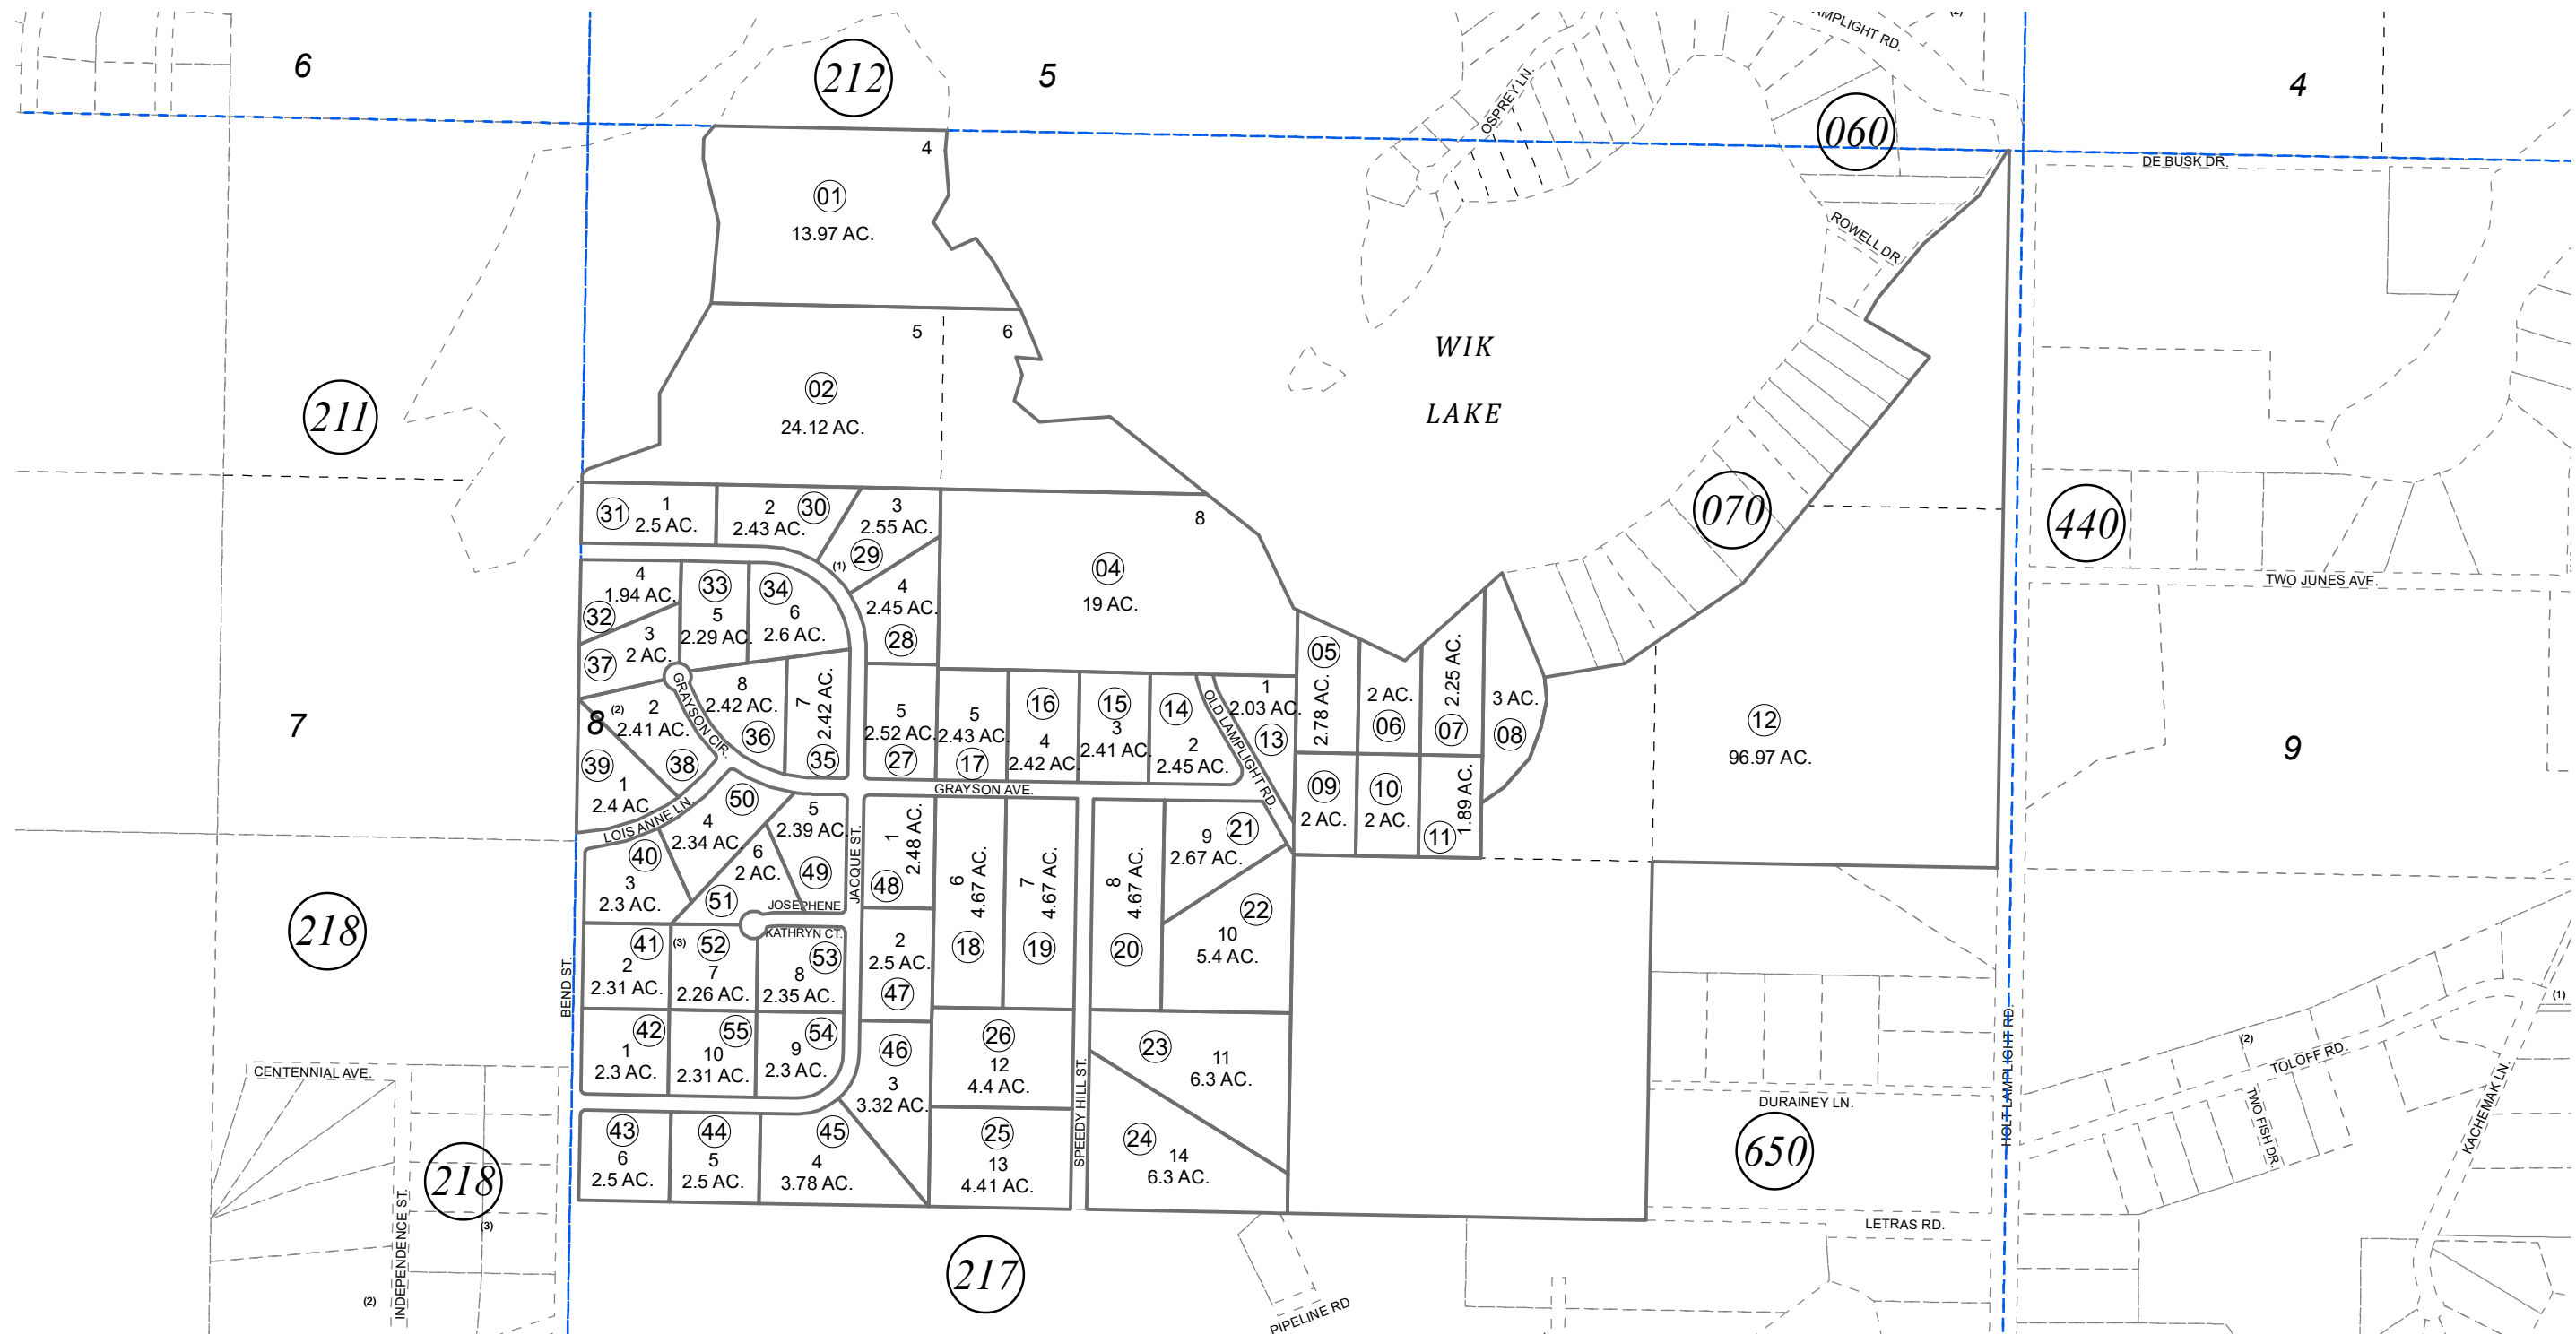 6
212
5
AMPLIGHT RD.
(2)
4
OSPREY LN.
060
DE BUSK DR.
4
01
13.97 AC.
ROWELL DR.
5
6
WIK
LAKE
02
24.12 AC.
211
31
1
2.5 AC.
2
30
2.43 AC.
3
2.55 AC.
29
(1)
8
070
440
04
19 AC.
TWO JUNES AVE.
4
1.94 AC.
32
33
5
2.29 AC.
34
6
2.6 AC.
4
2.45 AC.
28
3
2 AC.
37
GRAYSON CIR.
8
2.42 AC.
36
7
2.42 AC.
35
5
2.52 AC.
27
5
2.43 AC.
17
16
4
2.42 AC.
15
3
2.41 AC.
14
2
2.45 AC.
OLD LAMPLIGHT RD.
1
2.03 AC.
13
05
2.78 AC.
2 AC.
06
2.25 AC.
07
3 AC.
08
12
96.97 AC.
7
8
(2)
2
2.41 AC.
38
39
1
2.4 AC.
9
GRAYSON AVE.
09
2 AC.
10
2 AC.
1.89 AC.
11
LOIS ANNE LN.
50
4
2.34 AC.
5
2.39 AC.
49
JACQUE ST.
1
2.48 AC.
48
6
4.67 AC.
18
7
4.67 AC.
19
8
4.67 AC.
20
9
21
2.67 AC.
40
3
2.3 AC.
6
2 AC.
51
JOSEPHENE
KATHRYN CT.
22
10
5.4 AC.
218
BEND ST.
41
2
2.31 AC.
(3)
52
7
2.26 AC.
53
8
2.35 AC.
2
2.5 AC.
47
42
1
2.3 AC.
55
10
2.31 AC.
54
9
2.3 AC.
46
3
3.32 AC.
26
12
4.4 AC.
SPEEDY HILL ST.
23
11
6.3 AC.
HOLT LAMPLIGHT RD.
(1)
(2)
TOLOFF RD.
TWO FISH DR.
KACHEMAK LN.
CENTENNIAL AVE.
DURAINEY LN.
650
43
6
2.5 AC.
44
5
2.5 AC.
45
4
3.78 AC.
25
13
4.41 AC.
24
14
6.3 AC.
218
(3)
INDEPENDENCE ST.
(2)
LETRAS RD.
217
PIPELINE RD